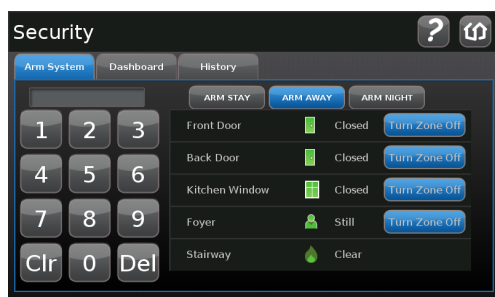 Security
?
Arm System Dashboard History
ARM STAY ARM AWAY ARM NIGHT
1 2 3
4 5 6
7 8 9
Clr 0 Del
Front Door Closed Turn Zone Off
Back Door Closed Turn Zone Off
Kitchen Window Closed Turn Zone Off
Foyer Still Turn Zone Off
Stairway Clear